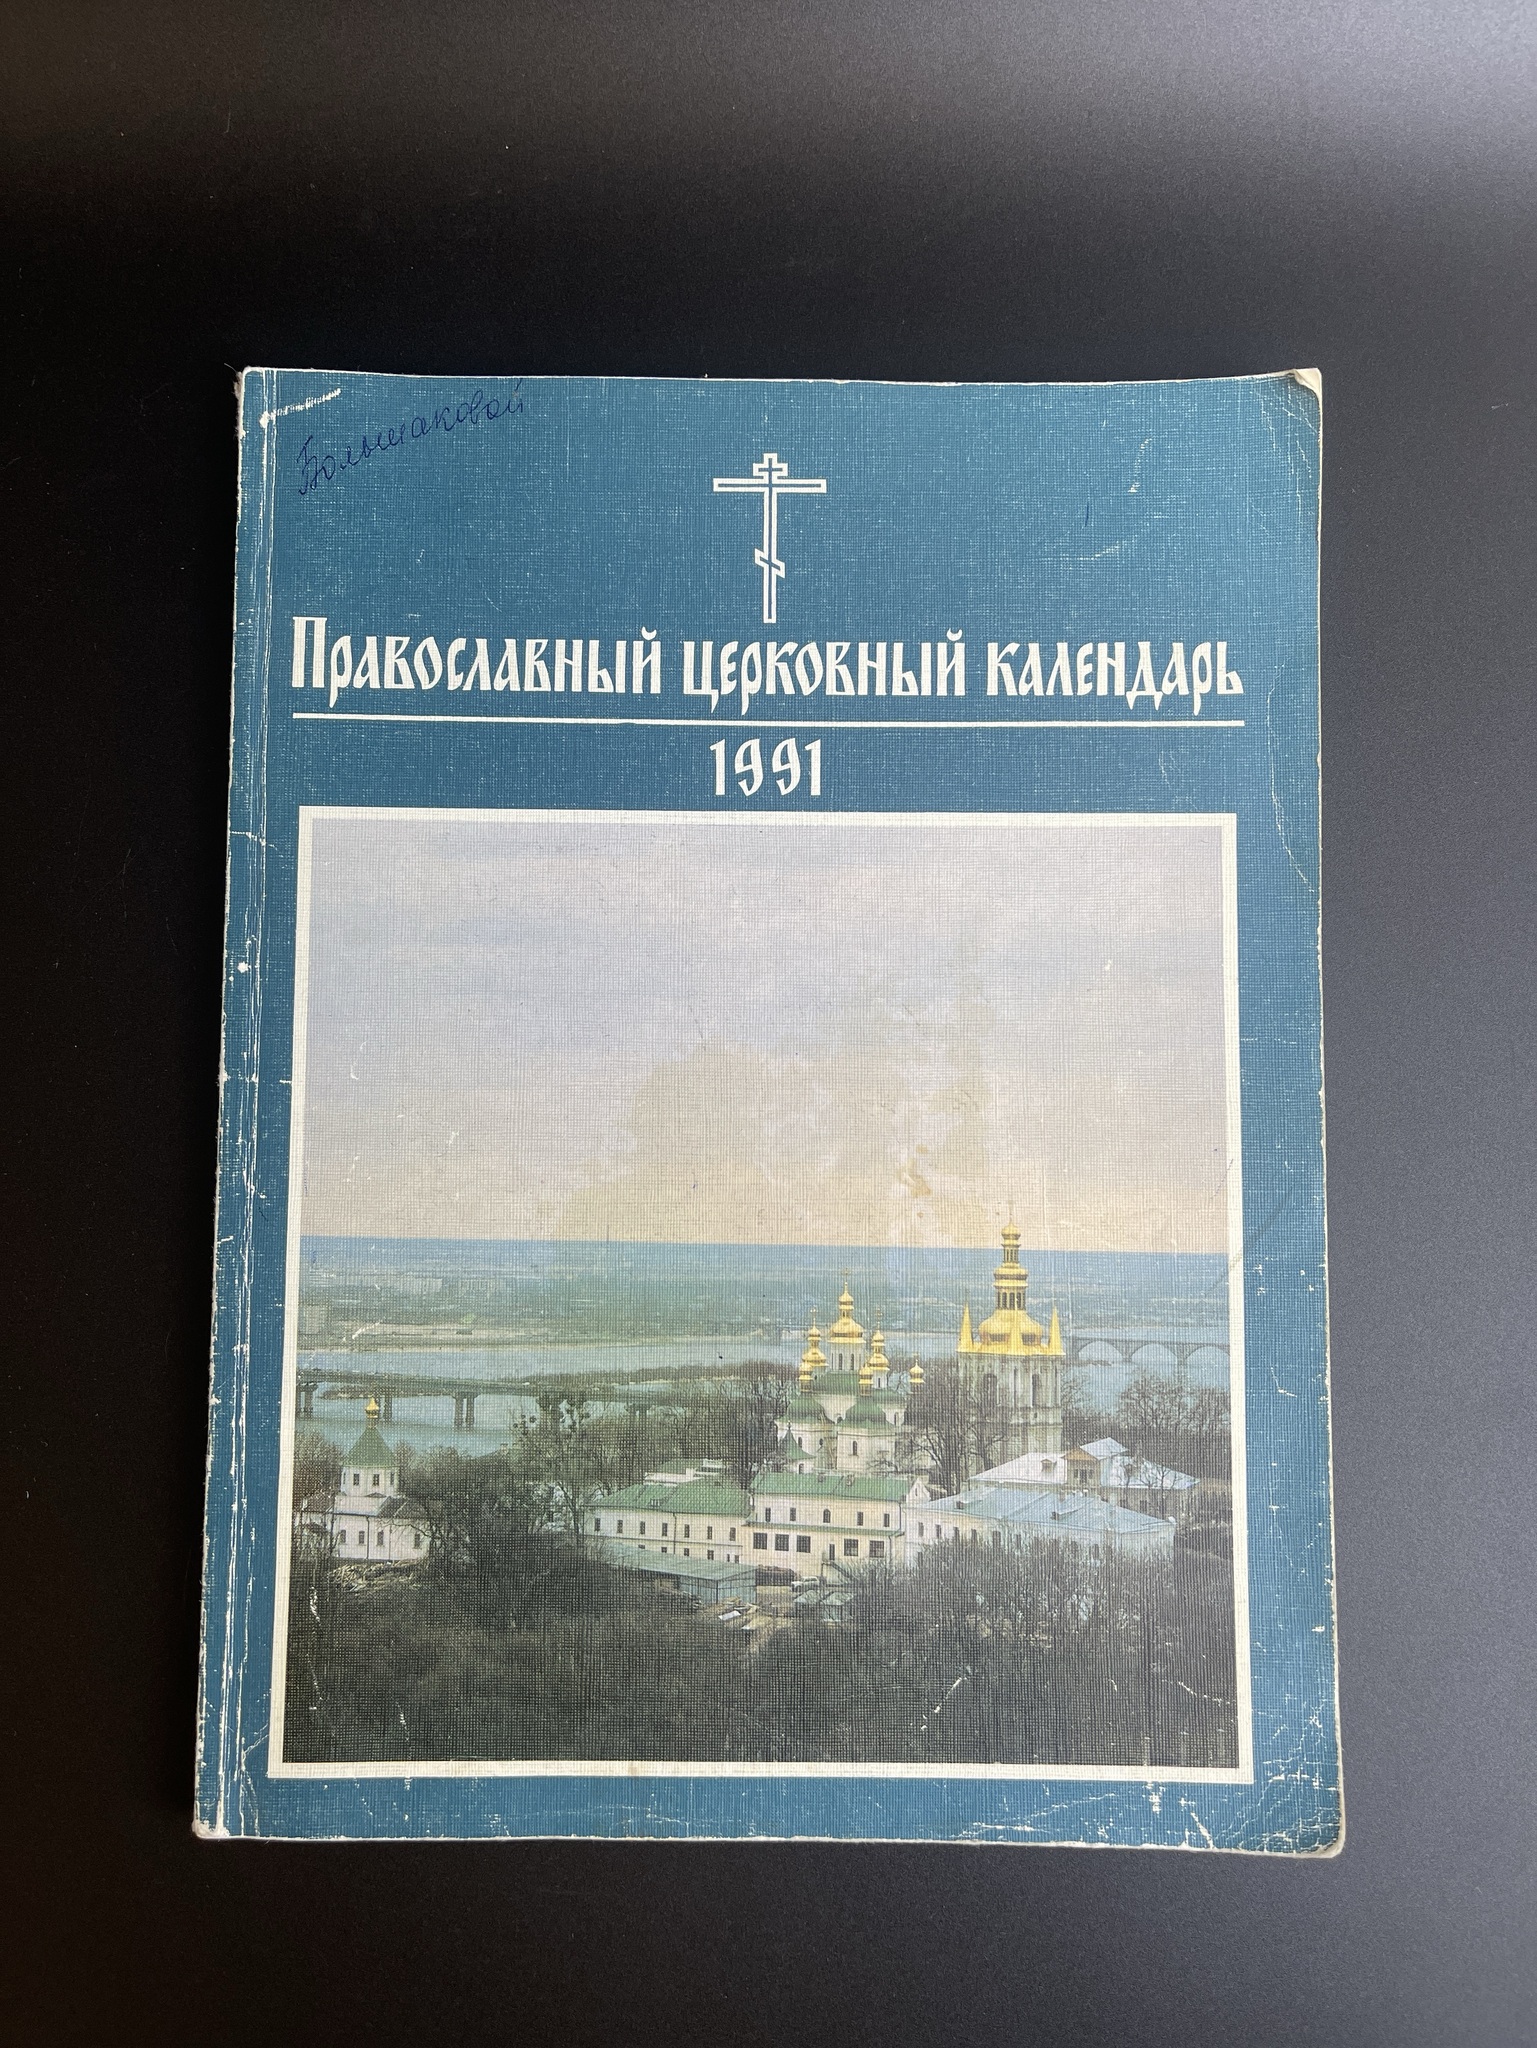 Большаковой
Православный церковный календарь
1991